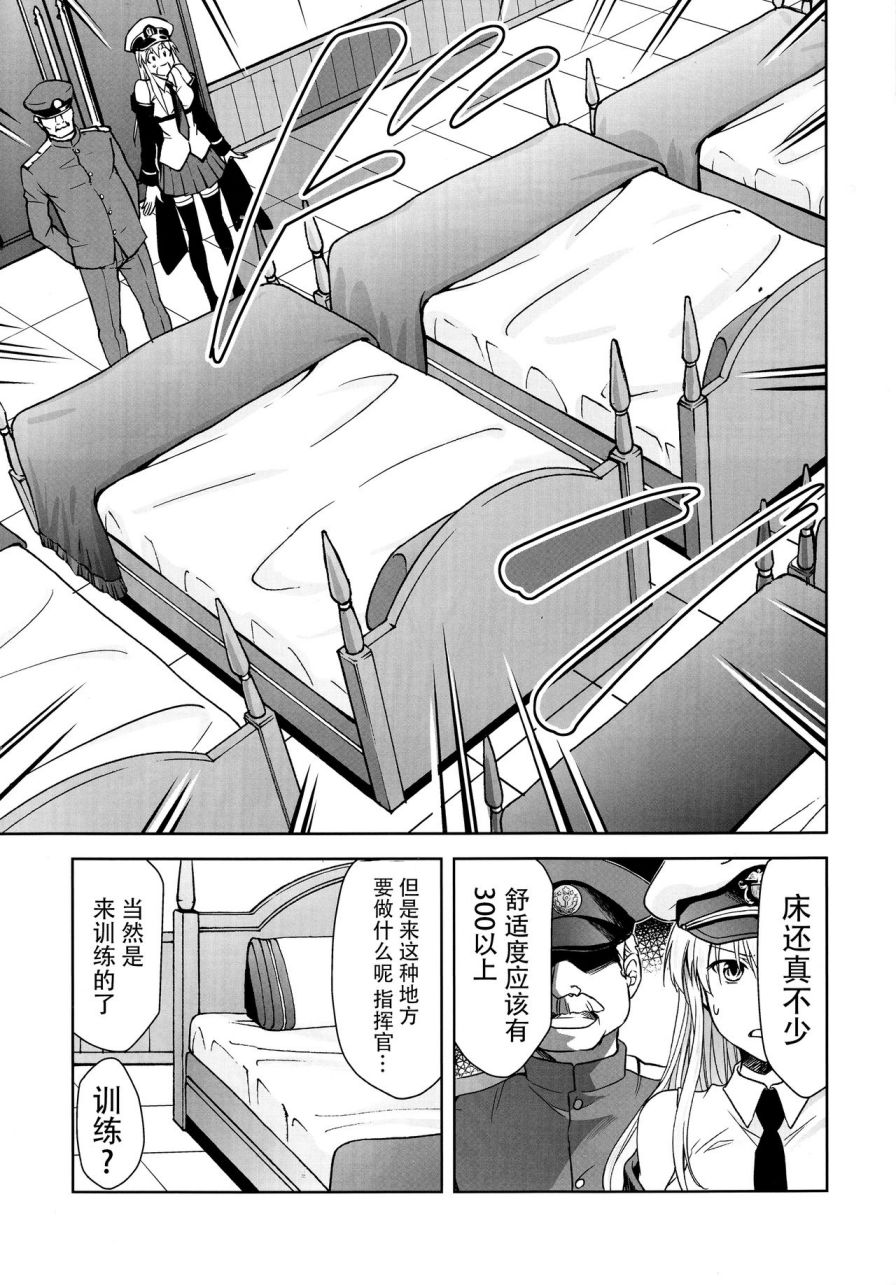 床还真不少
舒适度应该有
300以上
但是来这种地方
要做什么呢 指挥官…
当然是
来训练的了
训练?